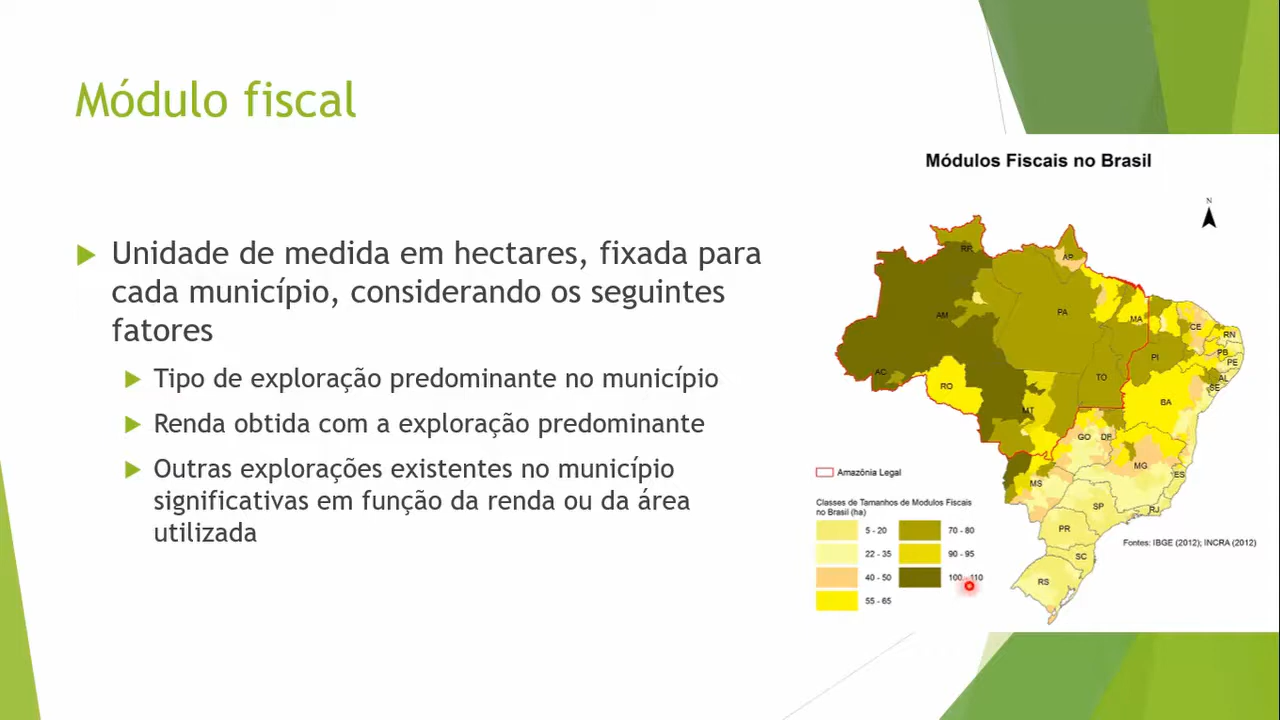 Módulo fiscal
Unidade de medida em hectares, fixada para
cada município, considerando os seguintes
fatores
Tipo de exploração predominante no município
Renda obtida com a exploração predominante
Outras explorações existentes no município
significativas em função da renda ou da área
utilizada
Módulos Fiscais no Brasil
N
RR
AP
AM
PA
MA
CE
RN
PB
PE
PI
AL
SE
AC
RO
TO
BA
MT
GO
DF
MG
ES
MS
SP
RJ
PR
SC
RS
Amazônia Legal
Classes de Tamanhos de Modulos Fiscais
no Brasil (ha)
5 - 20
70 - 80
22 - 35
90 - 95
40 - 50
100 - 110
55 - 65
Fontes: IBGE (2012); INCRA (2012)